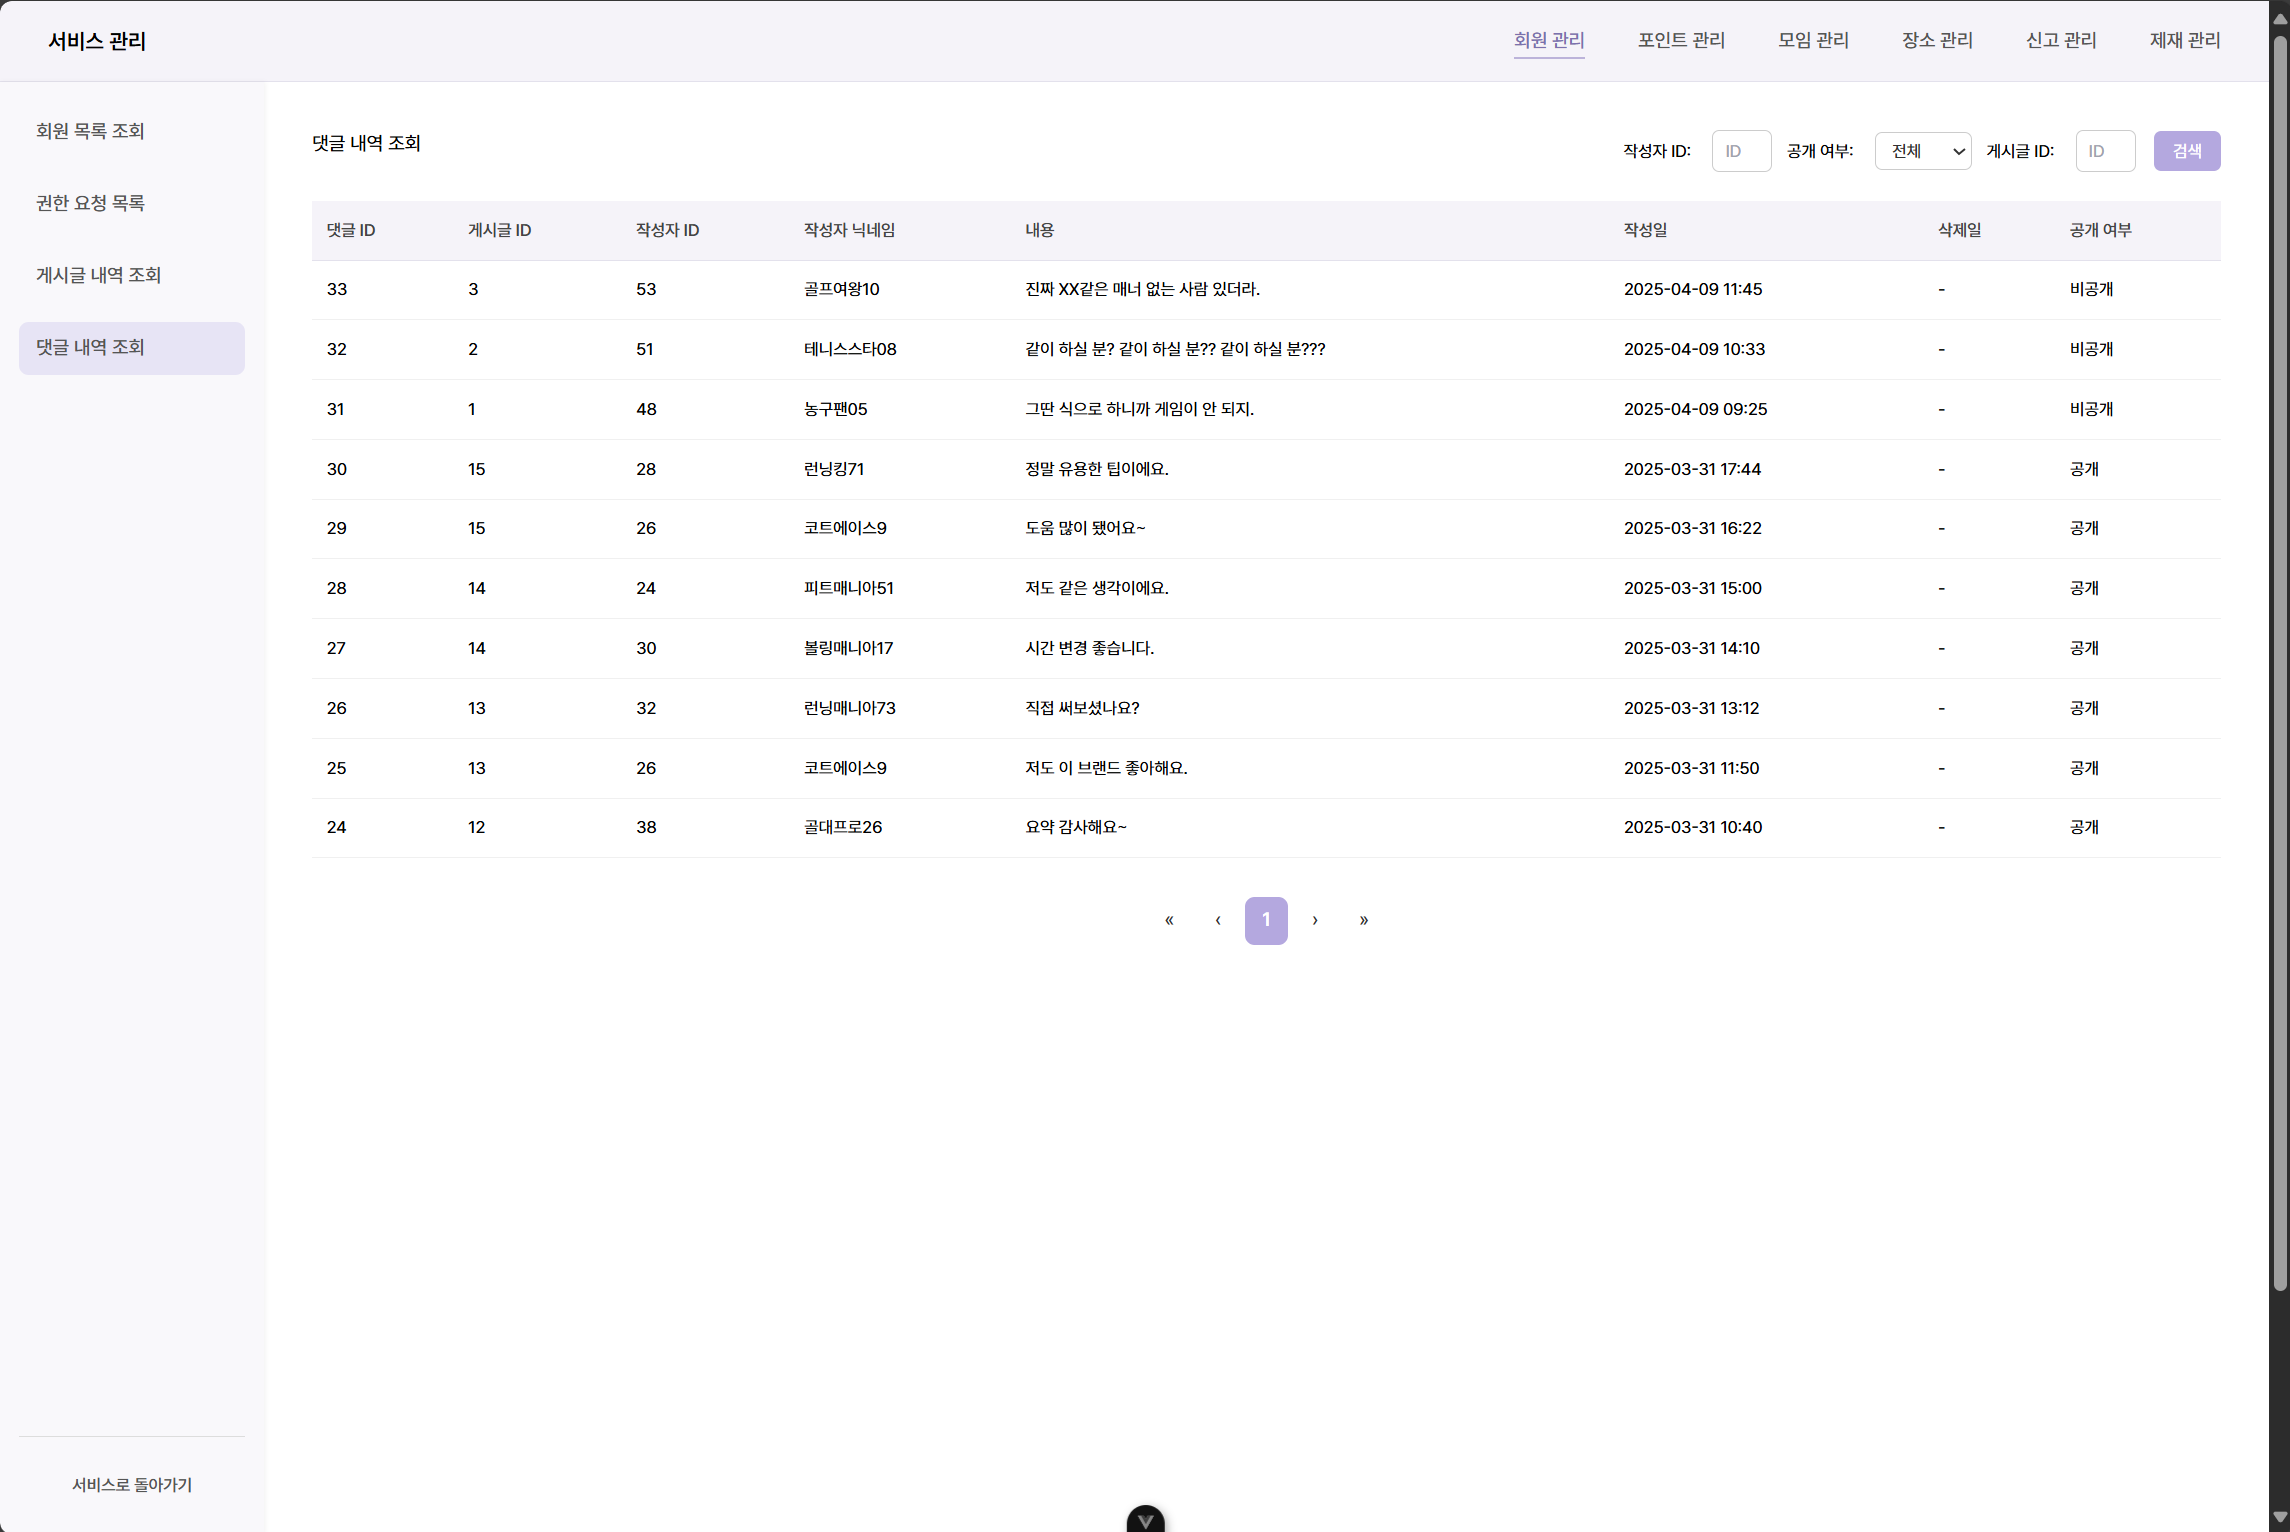 서비스 관리
회원 관리 포인트 관리 모임 관리 장소 관리 신고 관리 제재 관리
회원 목록 조회
권한 요청 목록
게시글 내역 조회
댓글 내역 조회
댓글 내역 조회
작성자 ID: ID 공개 여부: 전체 게시글 ID: ID 검색
댓글 ID 게시글 ID 작성자 ID 작성자 닉네임 내용 작성일 삭제일 공개 여부
33 3 53 골프여왕10 진짜 XX같은 매너 없는 사람 있더라. 2025-04-09 11:45 - 비공개
32 2 51 테니스스타08 같이 하실 분? 같이 하실 분?? 같이 하실 분??? 2025-04-09 10:33 - 비공개
31 1 48 농구팬05 그딴 식으로 하니까 게임이 안 되지. 2025-04-09 09:25 - 비공개
30 15 28 런닝킹71 정말 유용한 팁이에요. 2025-03-31 17:44 - 공개
29 15 26 코트에이스9 도움 많이 됐어요~ 2025-03-31 16:22 - 공개
28 14 24 피트매니아51 저도 같은 생각이에요. 2025-03-31 15:00 - 공개
27 14 30 볼링매니아17 시간 변경 좋습니다. 2025-03-31 14:10 - 공개
26 13 32 런닝매니아73 직접 써보셨나요? 2025-03-31 13:12 - 공개
25 13 26 코트에이스9 저도 이 브랜드 좋아해요. 2025-03-31 11:50 - 공개
24 12 38 골대프로26 요약 감사해요~ 2025-03-31 10:40 - 공개
« ‹ 1 › »
서비스로 돌아가기